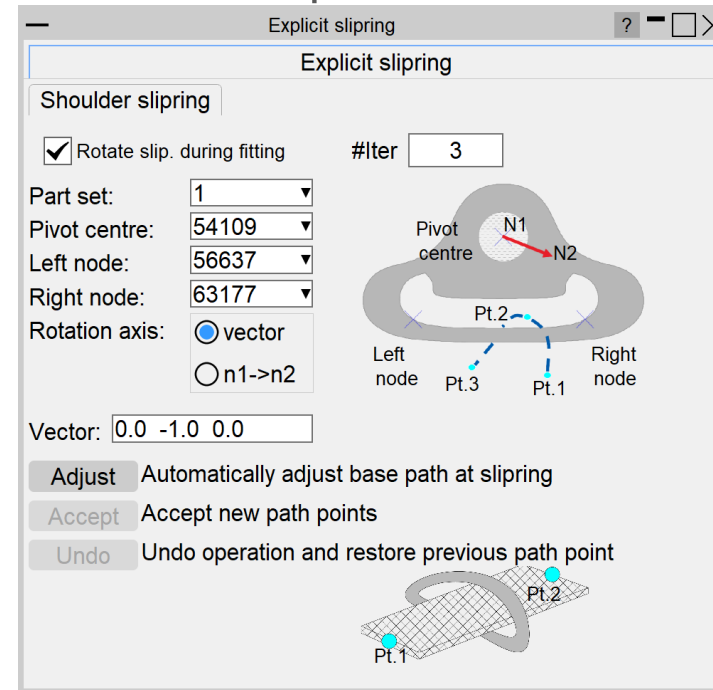 Explicit slipring ?
Explicit slipring
Shoulder slipring
Rotate slip. during fitting #Iter 3
Part set: 1
Pivot centre: 54109
Left node: 56637
Right node: 63177
Rotation axis: vector
n1->n2
Pivot
centre
N1
N2
Pt.2
Left
node
Pt.3
Pt.1
Right
node
Vector: 0.0 -1.0 0.0
Adjust Automatically adjust base path at slipring
Accept Accept new path points
Undo Undo operation and restore previous path point
Pt.2
Pt.1